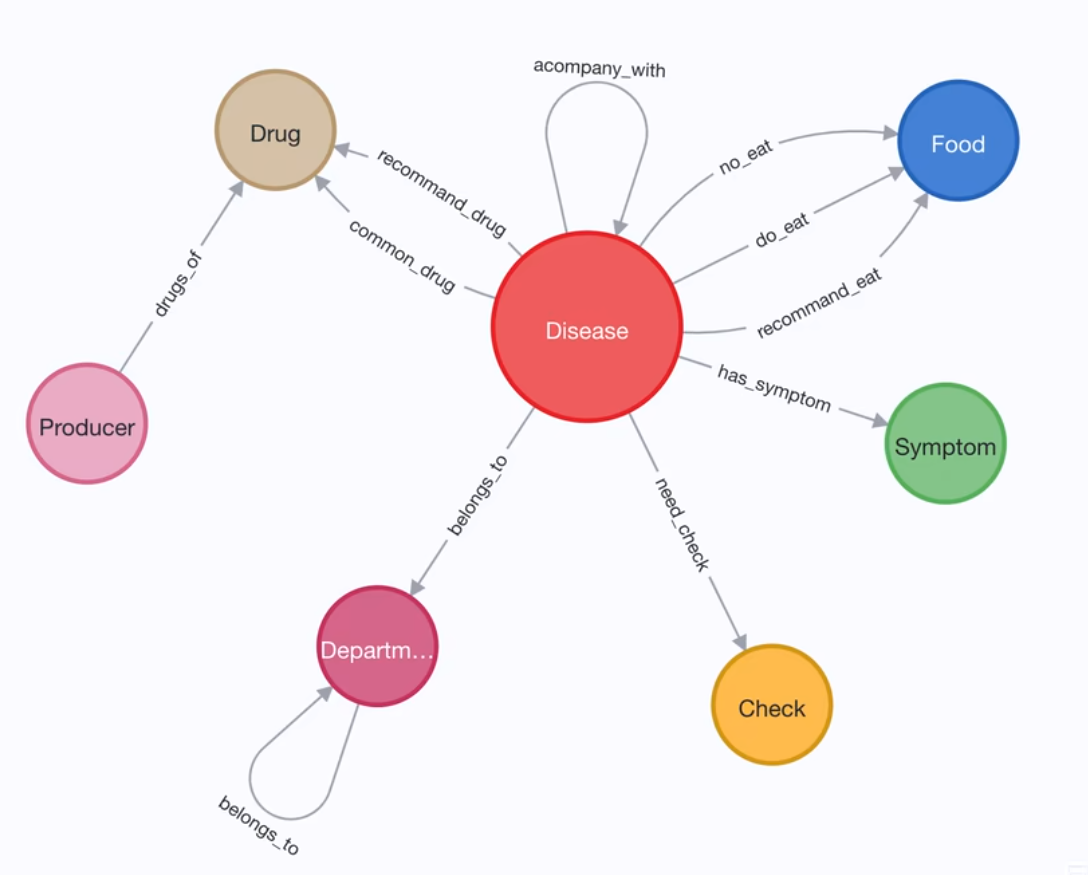 acompany_with
Drug
Food
no_eat
recommand_drug
do_eat
common_drug
drugs_of
recommand_eat
Disease
has_symptom
Producer
Symptom
belongs_to
need_check
Departm...
Check
belongs_to